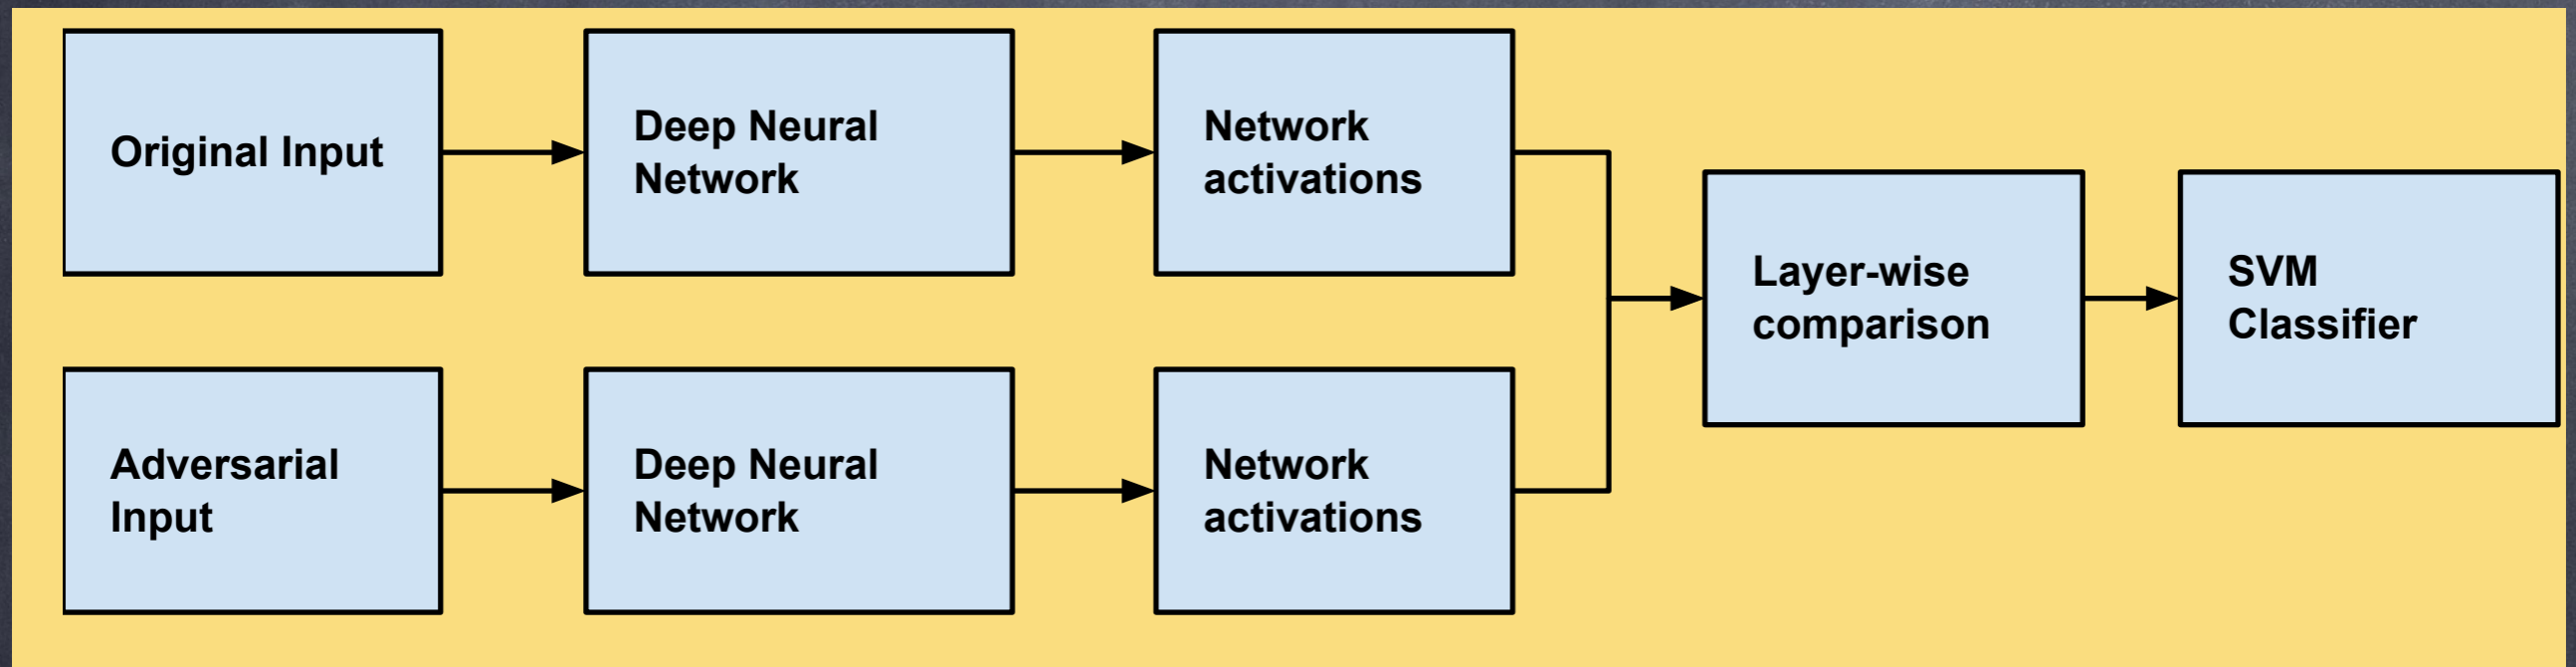 Original Input
Deep Neural
Network
Network
activations
Adversarial
Input
Deep Neural
Network
Network
activations
Layer-wise
comparison
SVM
Classifier